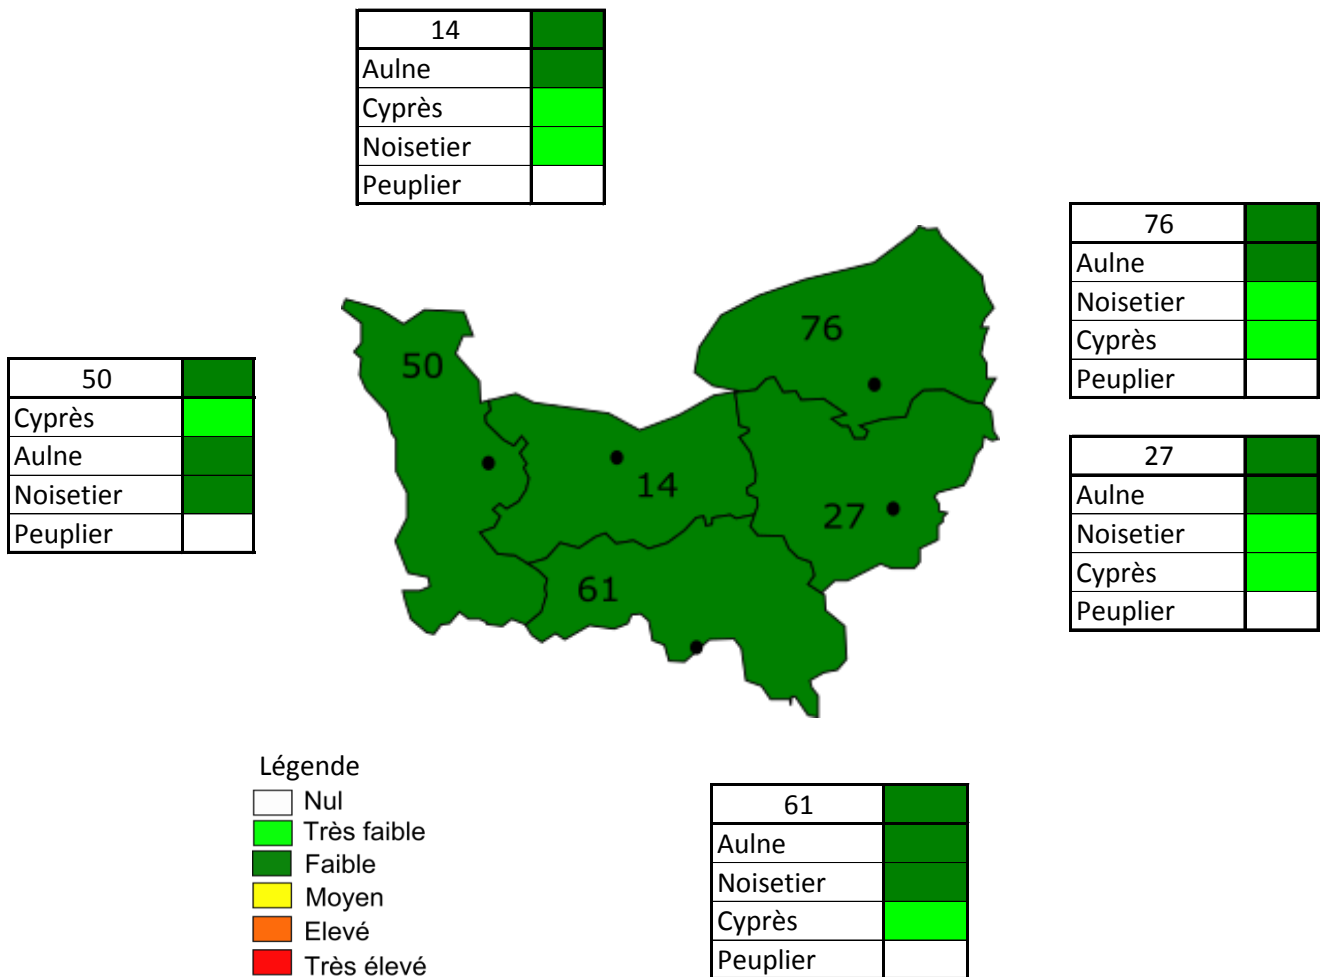 14
Aulne
Cyprès
Noisetier
Peuplier
76
Aulne
Noisetier
Cyprès
Peuplier
50
Cyprès
Aulne
Noisetier
Peuplier
27
Aulne
Noisetier
Cyprès
Peuplier
76
50
14
27
61
Légende
Nul
Très faible
Faible
Moyen
Elevé
Très élevé
61
Aulne
Noisetier
Cyprès
Peuplier